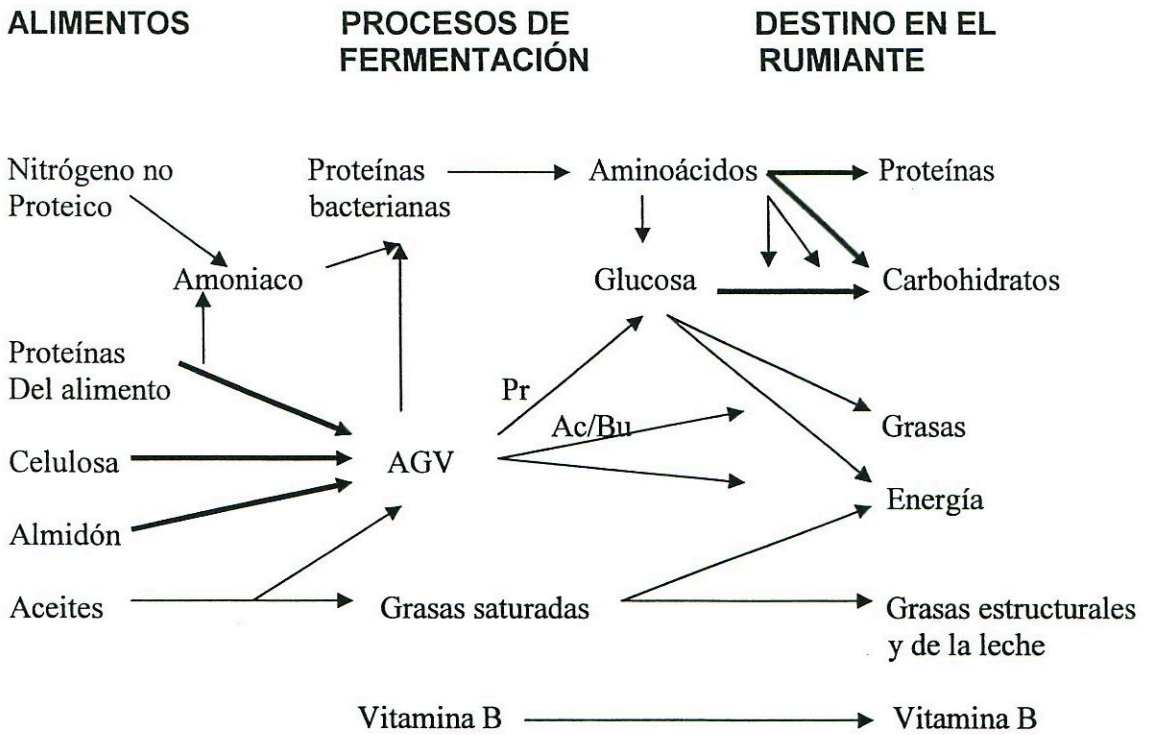 ALIMENTOS
PROCESOS DE
FERMENTACIÓN
DESTINO EN EL
RUMIANTE
Nitrógeno no
Proteico
Proteínas
bacterianas
Aminoácidos
Proteínas
Amoniaco
Glucosa
Carbohidratos
Proteínas
Del alimento
Pr
Ac/Bu
Grasas
Celulosa
AGV
Energía
Almidón
Aceites
Grasas saturadas
Grasas estructurales
y de la leche
Vitamina B
Vitamina B